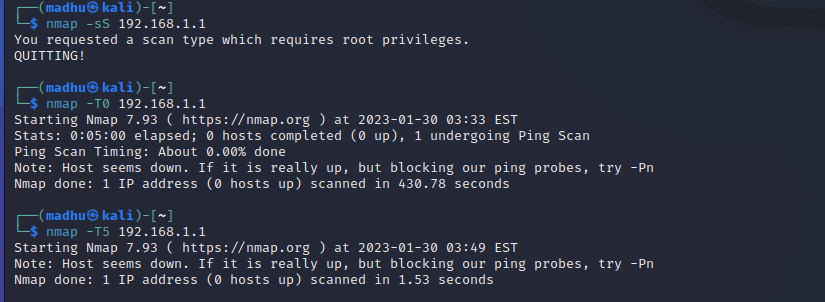 ┌──(madhu㉿kali)-[~]
└─$ nmap -sS 192.168.1.1
You requested a scan type which requires root privileges.
QUITTING!
┌──(madhu㉿kali)-[~]
└─$ nmap -T0 192.168.1.1
Starting Nmap 7.93 ( https://nmap.org ) at 2023-01-30 03:33 EST
Stats: 0:05:00 elapsed; 0 hosts completed (0 up), 1 undergoing Ping Scan
Ping Scan Timing: About 0.00% done
Note: Host seems down. If it is really up, but blocking our ping probes, try -Pn
Nmap done: 1 IP address (0 hosts up) scanned in 430.78 seconds
┌──(madhu㉿kali)-[~]
└─$ nmap -T5 192.168.1.1
Starting Nmap 7.93 ( https://nmap.org ) at 2023-01-30 03:49 EST
Note: Host seems down. If it is really up, but blocking our ping probes, try -Pn
Nmap done: 1 IP address (0 hosts up) scanned in 1.53 seconds